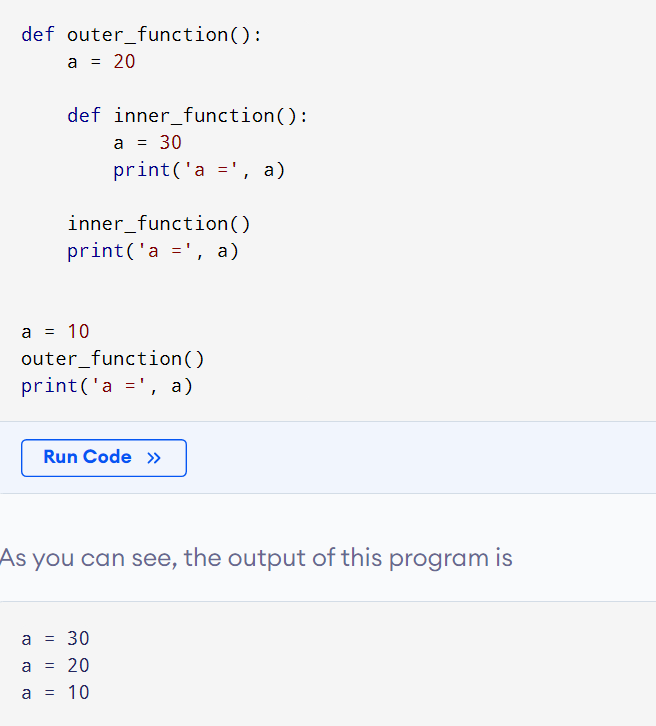 def outer_function():
    a = 20

    def inner_function():
        a = 30
        print('a =', a)

    inner_function()
    print('a =', a)


a = 10
outer_function()
print('a =', a)
Run Code »
As you can see, the output of this program is
a = 30
a = 20
a = 10